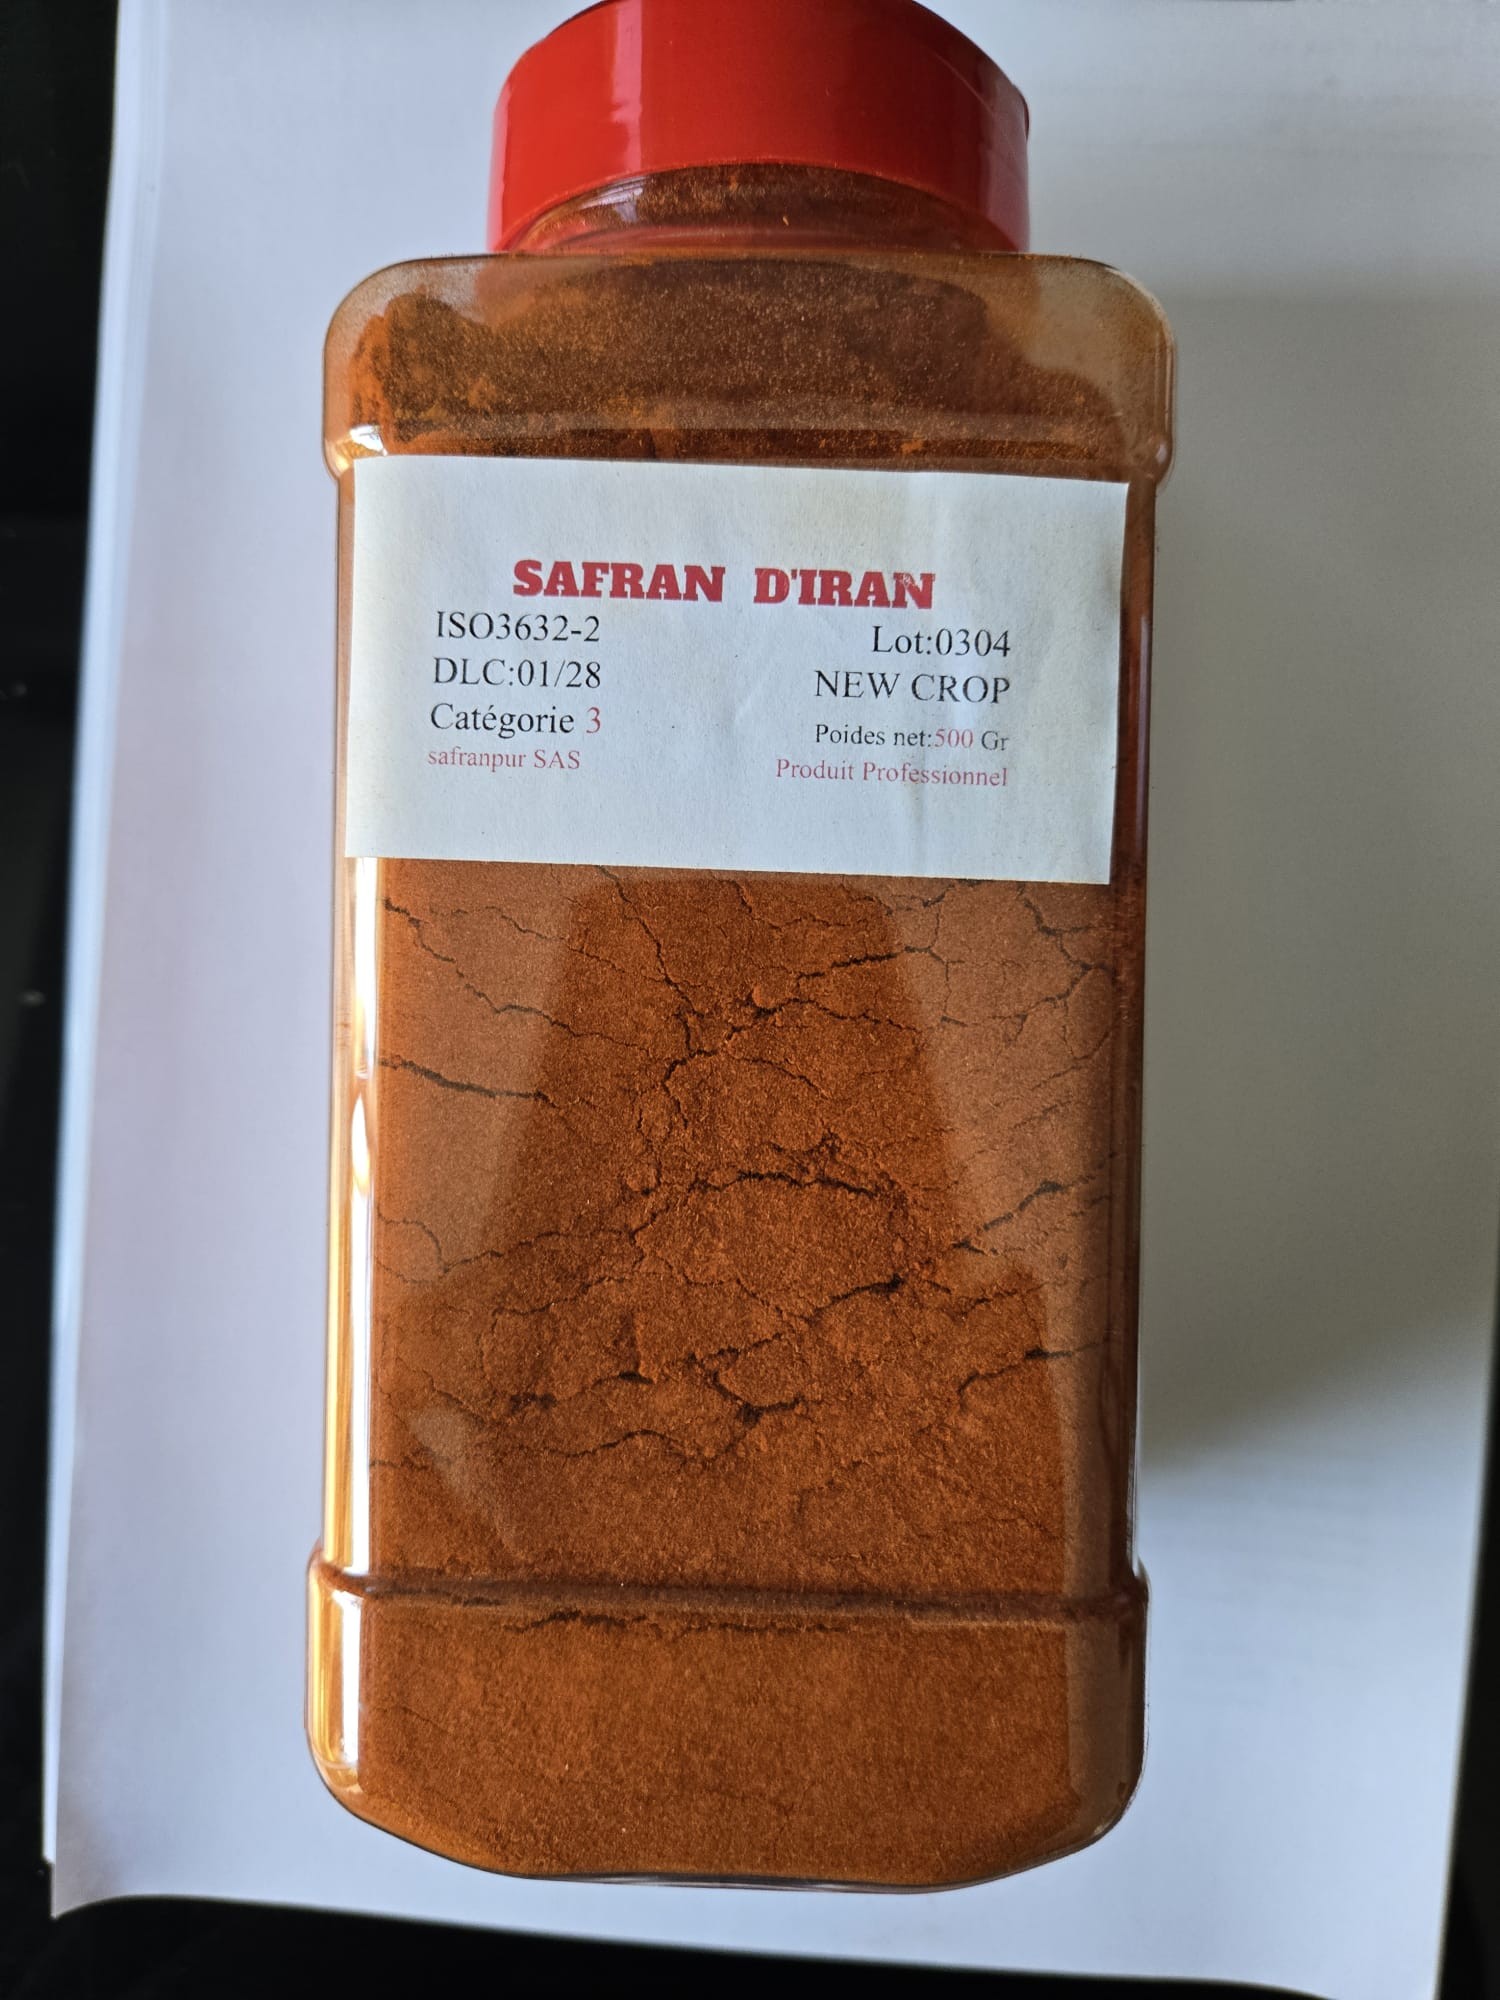 SAFRAN D'IRAN
ISO3632-2
DLC:01/28
Catégorie 3
safranpur SAS
Lot:0304
NEW CROP
Poides net:500 Gr
Produit Professionnel